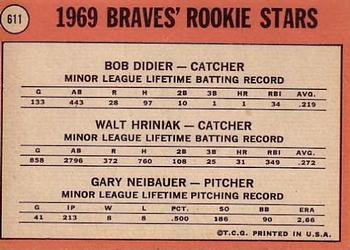 611
1969 BRAVES' ROOKIE STARS
BOB DIDIER — CATCHER
MINOR LEAGUE LIFETIME BATTING RECORD
G AB R H 2B 3B HR RBI AVG.
133 443 28 97 10 1 1 34 .219
WALT HRINIAK — CATCHER
MINOR LEAGUE LIFETIME BATTING RECORD
G AB R H 2B 3B HR RBI AVG.
858 2796 372 760 108 25 31 349 .272
GARY NEIBAUER — PITCHER
MINOR LEAGUE LIFETIME PITCHING RECORD
G IP W L PCT. SO BB ERA
41 213 8 8 .500 186 90 2.66
©T.C.G. PRINTED IN U.S.A.